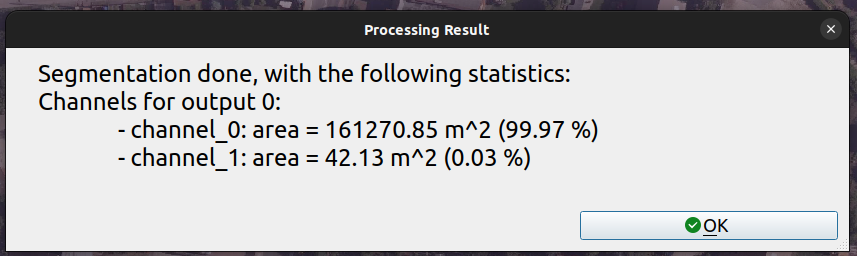 Processing Result
Segmentation done, with the following statistics:
Channels for output 0:
- channel_0: area = 161270.85 m^2 (99.97 %)
- channel_1: area = 42.13 m^2 (0.03 %)
OK